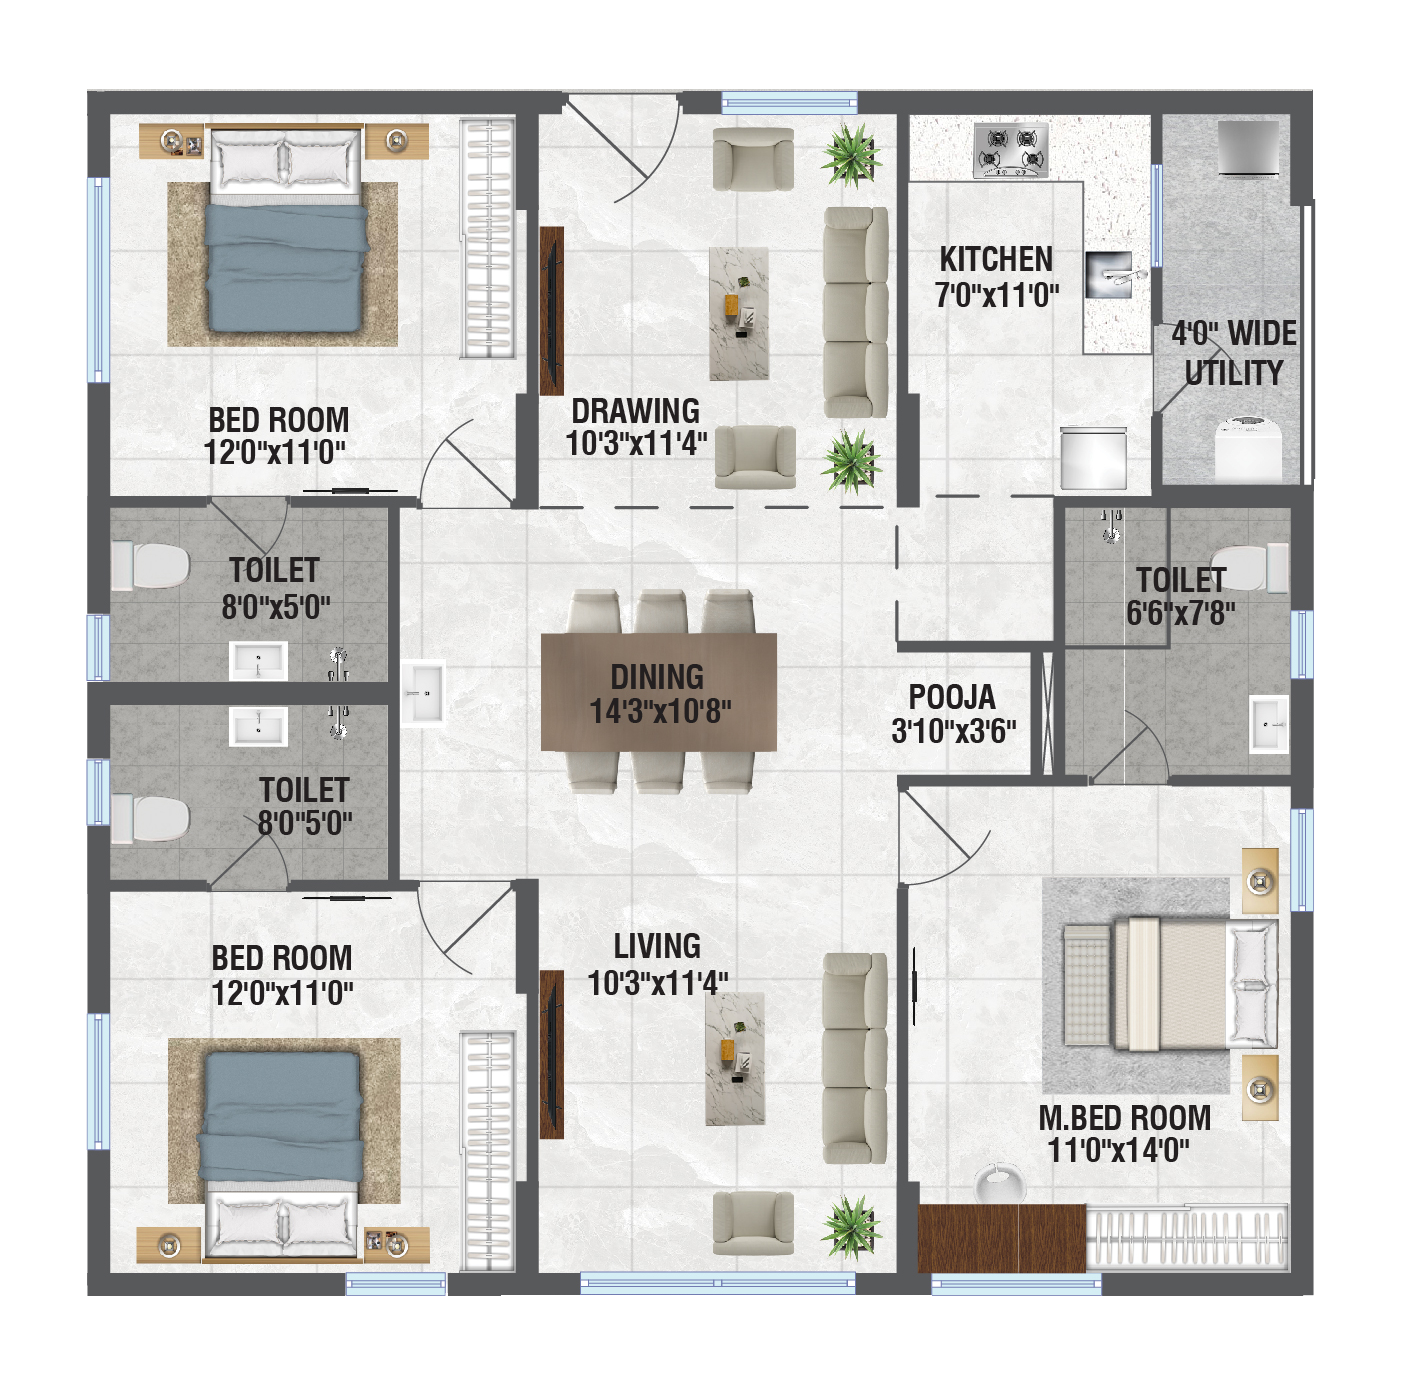 KITCHEN
7'0"x11'0"
4'0" WIDE
UTILITY
BED ROOM
12'0"x11'0"
DRAWING
10'3"x11'4"
TOILET
8'0"x5'0"
TOILET
6'6"x7'8"
DINING
14'3"x10'8"
POOJA
3'10"x3'6"
TOILET
8'0"5'0"
BED ROOM
12'0"x11'0"
LIVING
10'3"x11'4"
M.BED ROOM
11'0"x14'0"